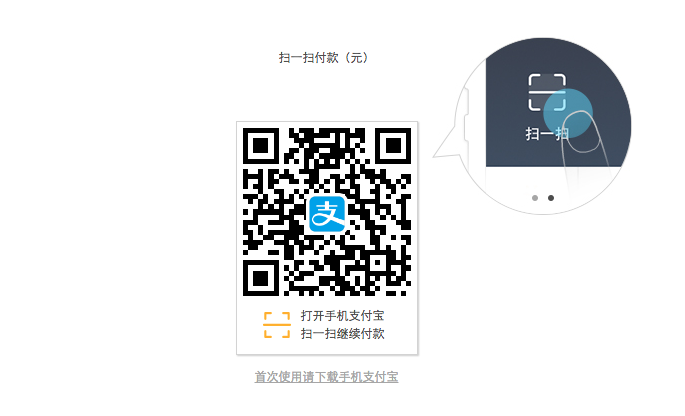 扫一扫付款（元）
扫一扫
支
打开手机支付宝
扫一扫继续付款
首次使用请下载手机支付宝